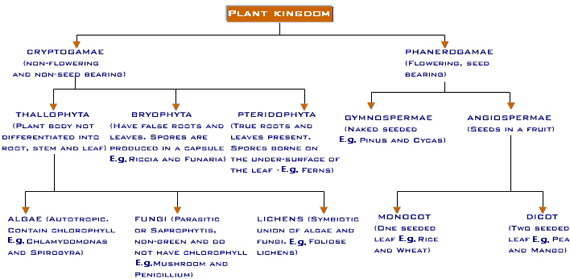 PLANT KINGDOM
CRYPTOGAMAE
(NON-FLOWERING
AND NON-SEED BEARING)
PHANEROGAMAE
(FLOWERING, SEED
BEARING)
THALLOPHYTA
(PLANT BODY NOT
DIFFERENTIATED INTO
ROOT, STEM AND LEAF)
BRYOPHYTA
(HAVE FALSE ROOTS AND
LEAVES. SPORES ARE
PRODUCED IN A CAPSULE
E.g. RICCIA AND FUNARIA)
PTERIDOPHYTA
(TRUE ROOTS AND
LEAVES PRESENT.
SPORES BORNE ON
THE UNDER-SURFACE OF
THE LEAF - E.g. FERNS)
GYMNOSPERMAE
(NAKED SEEDED
E.g. PINUS AND CYCAS)
ANGIOSPERMAE
(SEEDS IN A FRUIT)
ALGAE (AUTOTROPIC.
CONTAIN CHLORPHYLL
E.g. CHLAMYDOMONAS
AND SPIROGYRA)
FUNGI (PARASITIC
OR SAPROPHYTIS,
NON-GREEN AND DO
NOT HAVE CHLOROPHYLL
E.g. MUSHROOM AND
PENICILLIUM)
LICHENS (SYMBIOTIC
UNION OF ALGAE AND
FUNGI. E.g. FOLIOSE
LICHENS)
MONOCOT
(ONE SEEDED
LEAF E.g. RICE
AND WHEAT)
DICOT
(TWO SEEDED
LEAF E.g. PEA
AND MANGO)